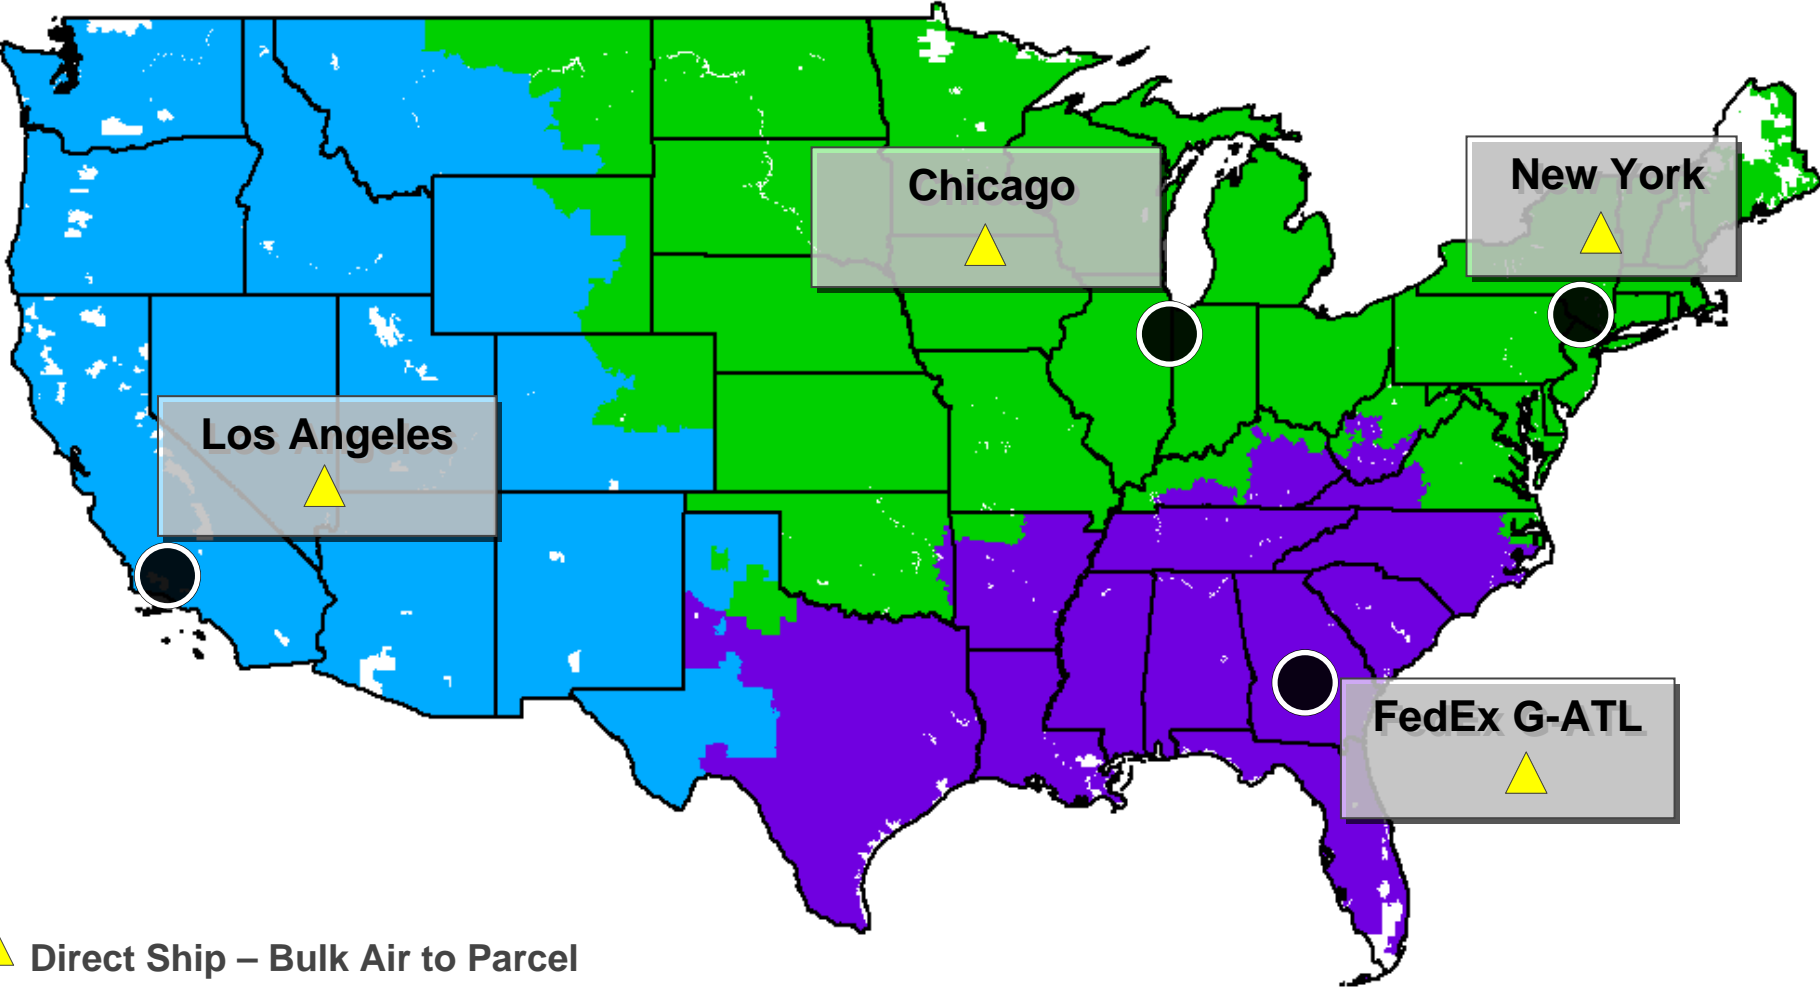 New York
Chicago
Los Angeles
FedEx G-ATL
Direct Ship – Bulk Air to Parcel